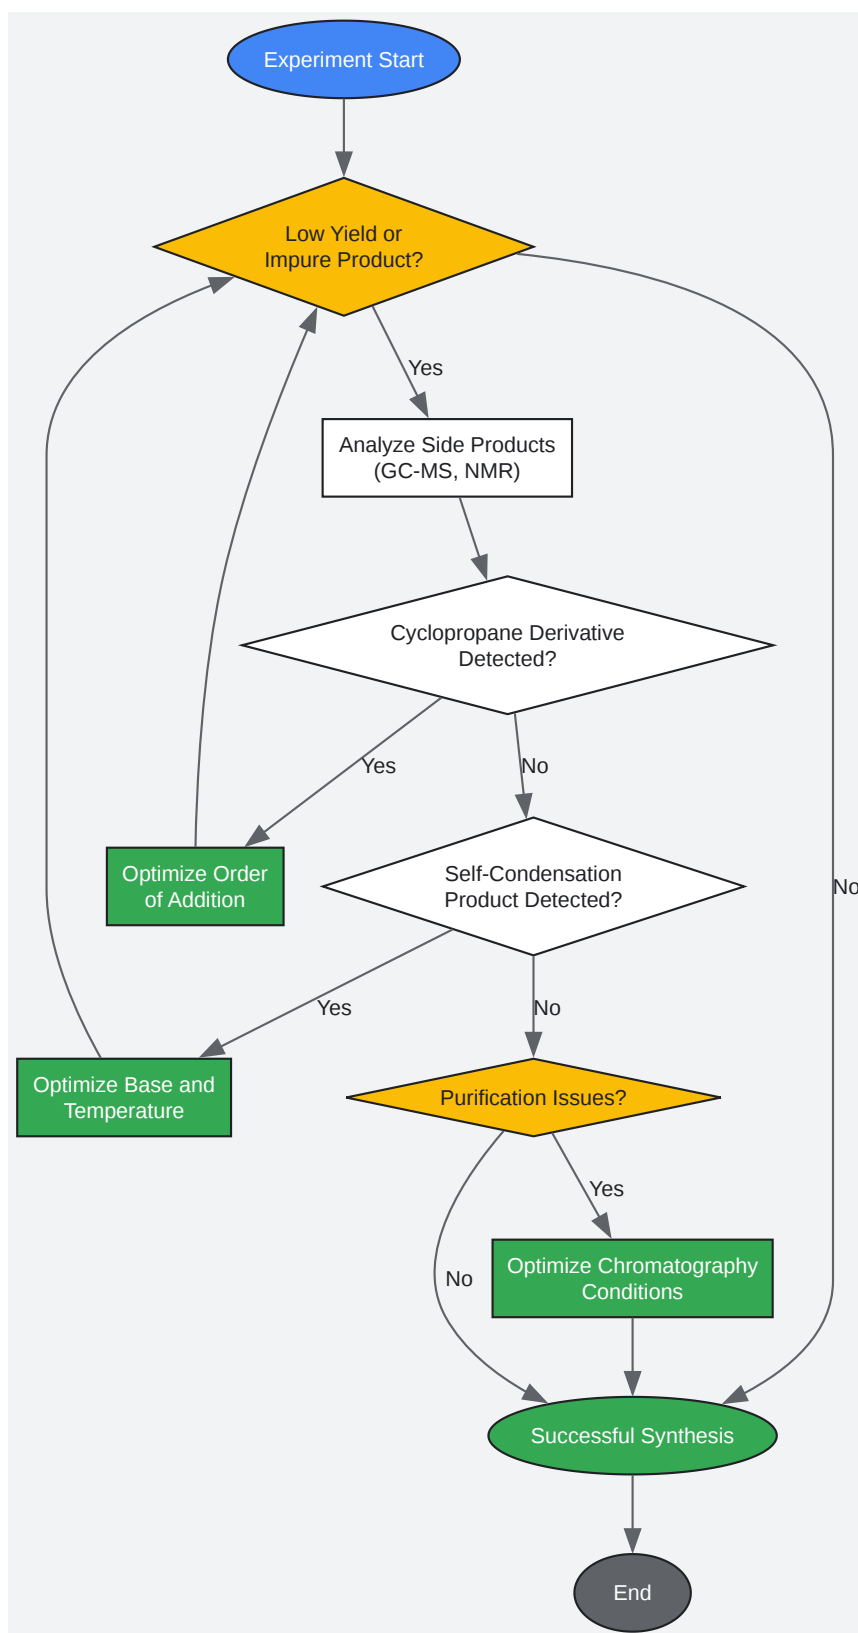 Experiment Start
Low Yield or
Impure Product?
Yes
Analyze Side Products
(GC-MS, NMR)
Cyclopropane Derivative
Detected?
Yes
No
Optimize Order
of Addition
Self-Condensation
Product Detected?
No
Yes
No
Optimize Base and
Temperature
Purification Issues?
Yes
No
Optimize Chromatography
Conditions
Successful Synthesis
End